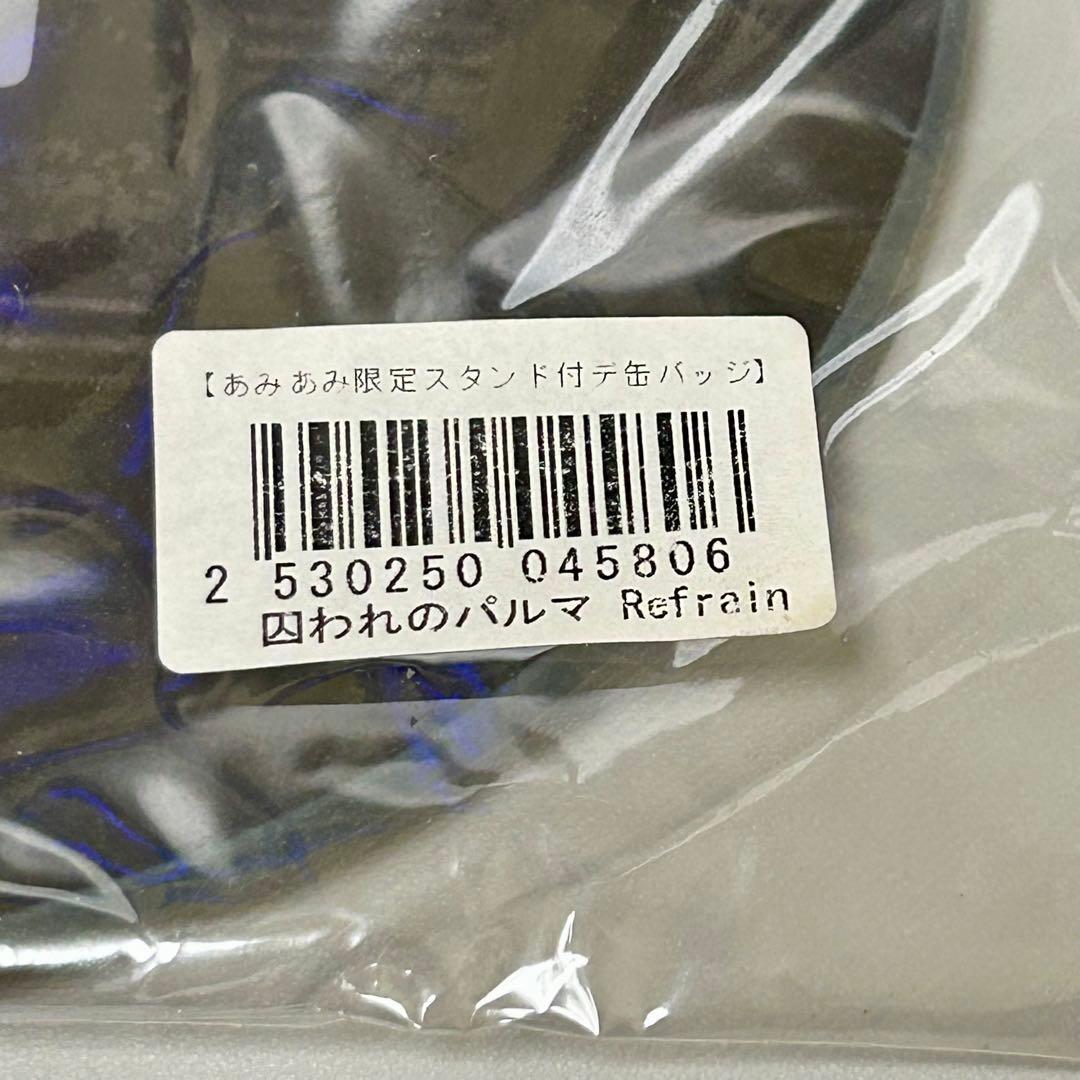 【あみあみ限定スタンド付デ缶バッジ】
2 530250 045806
囚われのパルマ Refrain